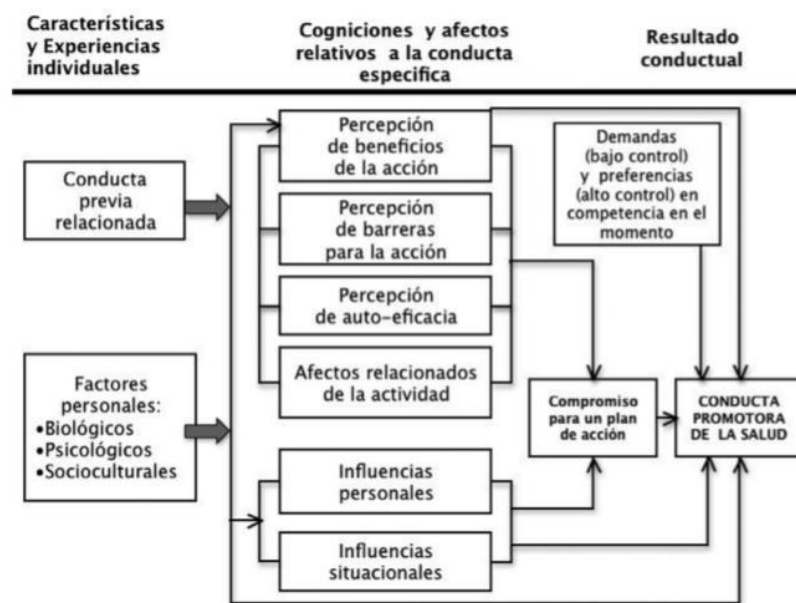 Características
y Experiencias
individuales
Cogniciones y afectos
relativos a la conducta
especifica
Resultado
conductual
Conducta
previa
relacionada
Factores
personales:
•Biológicos
•Psicológicos
•Socioculturales
Percepción
de beneficios
de la acción
Percepción
de barreras
para la acción
Percepción
de auto-eficacia
Afectos relacionados
de la actividad
Influencias
personales
Influencias
situacionales
Demandas
(bajo control)
y preferencias
(alto control) en
competencia en el
momento
Compromiso
para un plan
de acción
CONDUCTA
PROMOTORA
DE LA SALUD